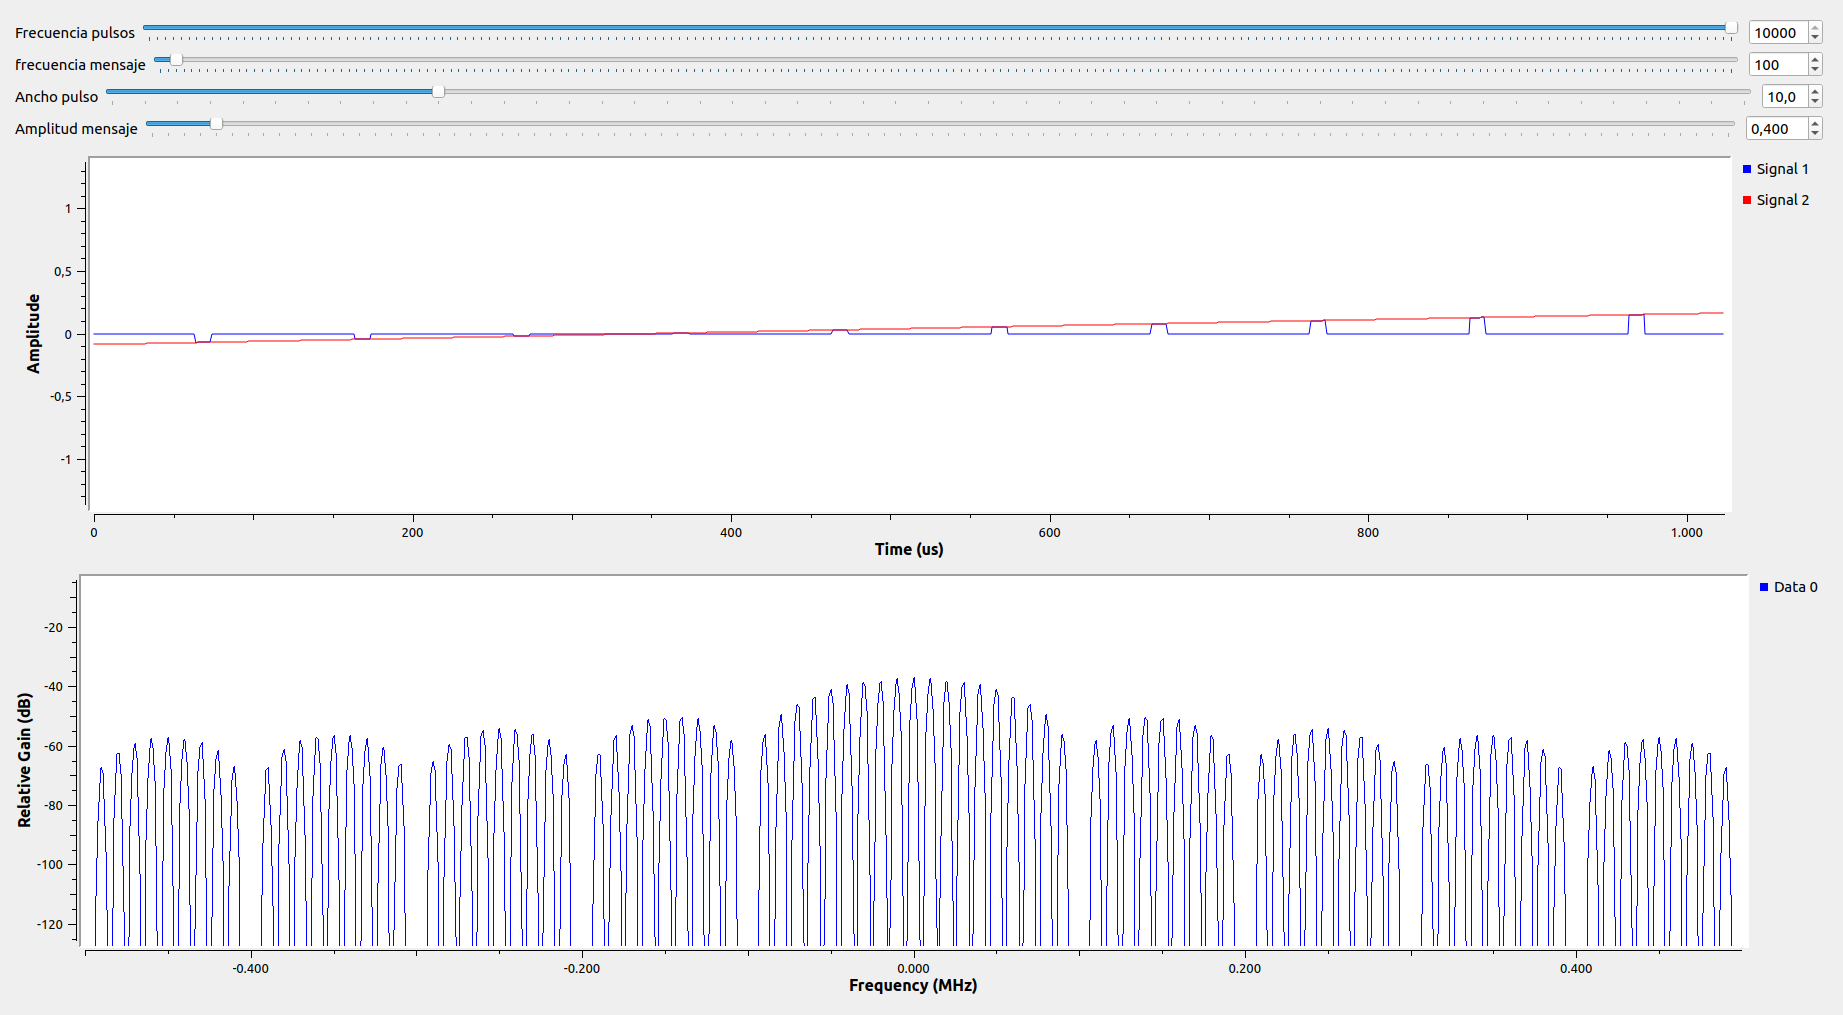 Frecuencia pulsos 10000
frecuencia mensaje 100
Ancho pulso 10,0
Amplitud mensaje 0,400
Signal 1
Signal 2
Amplitude
1
0,5
0
-0,5
-1
0 200 400 600 800 1.000
Time (us)
Data 0
Relative Gain (dB)
-20
-40
-60
-80
-100
-120
-0.400 -0.200 0.000 0.200 0.400
Frequency (MHz)